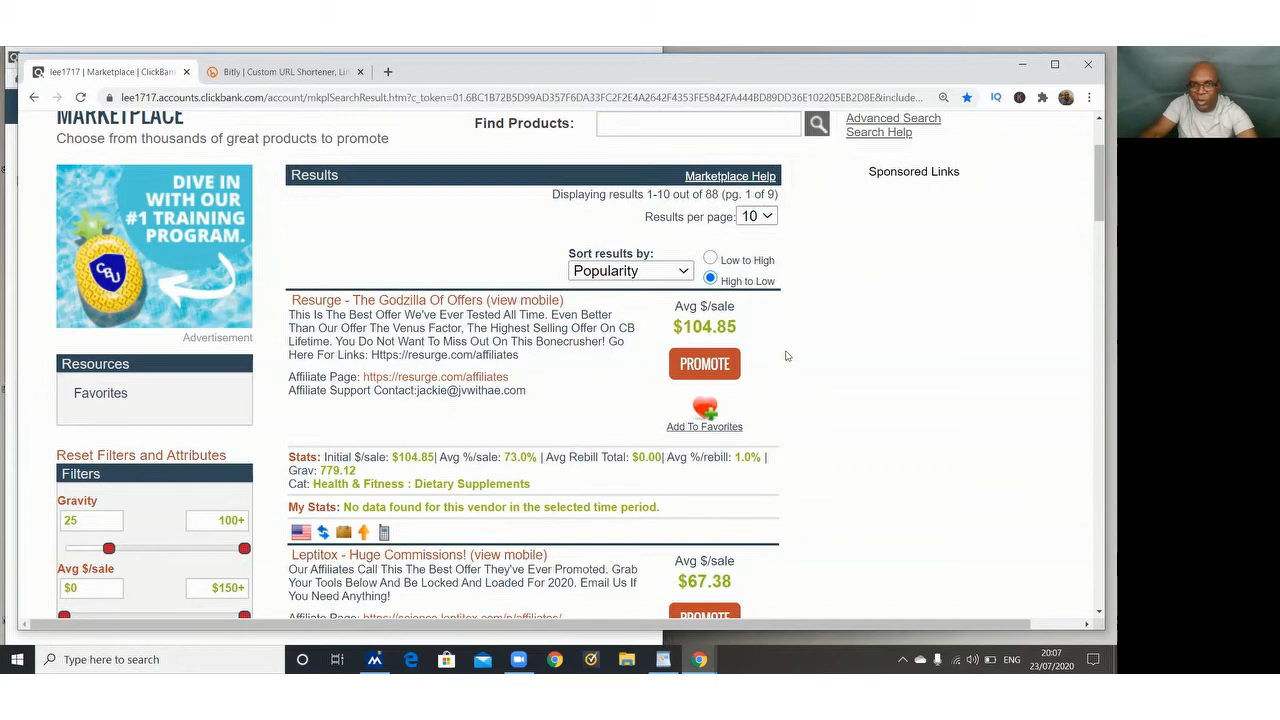 lee1717 | Marketplace | ClickBan
Bitly | Custom URL Shortener, Lin
lee1717.accounts.clickbank.com/account/mkplSearchResult.htm?c_token=01.6BC1B72
MARKETPLACE
Choose from thousands of great products to promote
Find Products:
Advanced Search
Search Help
DIVE IN
WITH OUR
#1 TRAINING
PROGRAM.
CBU
Advertisement
Results
Marketplace Help
Displaying results 1-10 out of 88 (pg. 1 of 9)
Results per page: 10
Sort results by:
Popularity
Low to High
High to Low
Sponsored Links
Resurge - The Godzilla Of Offers (view mobile)
This Is The Best Offer We've Ever Tested All Time. Even Better
Than Our Offer The Venus Factor, The Highest Selling Offer On CB
Lifetime. You Do Not Want To Miss Out On This Bonecrusher! Go
Here For Links: Https://resurge.com/affiliates
Affiliate Page: https://resurge.com/affiliates
Affiliate Support Contact:jackie@jvwithae.com
Avg $/sale
$104.85
PROMOTE
Add To Favorites
Stats: Initial $/sale: $104.85| Avg %/sale: 73.0% | Avg Rebill Total: $0.00| Avg %/rebill: 1.0% |
Grav: 779.12
Cat: Health & Fitness : Dietary Supplements
My Stats: No data found for this vendor in the selected time period.
Leptitox - Huge Commissions! (view mobile)
Our Affiliates Call This The Best Offer They've Ever Promoted. Grab
Your Tools Below And Be Locked And Loaded For 2020. Email Us If
You Need Anything!
Affiliate Page: https://science.leptitox.com/p/affiliates/
Avg $/sale
$67.38
PROMOTE
Resources
Favorites
Reset Filters and Attributes
Filters
Gravity
25
100+
Avg $/sale
$0
$150+
Type here to search
ENG
20:07
23/07/2020